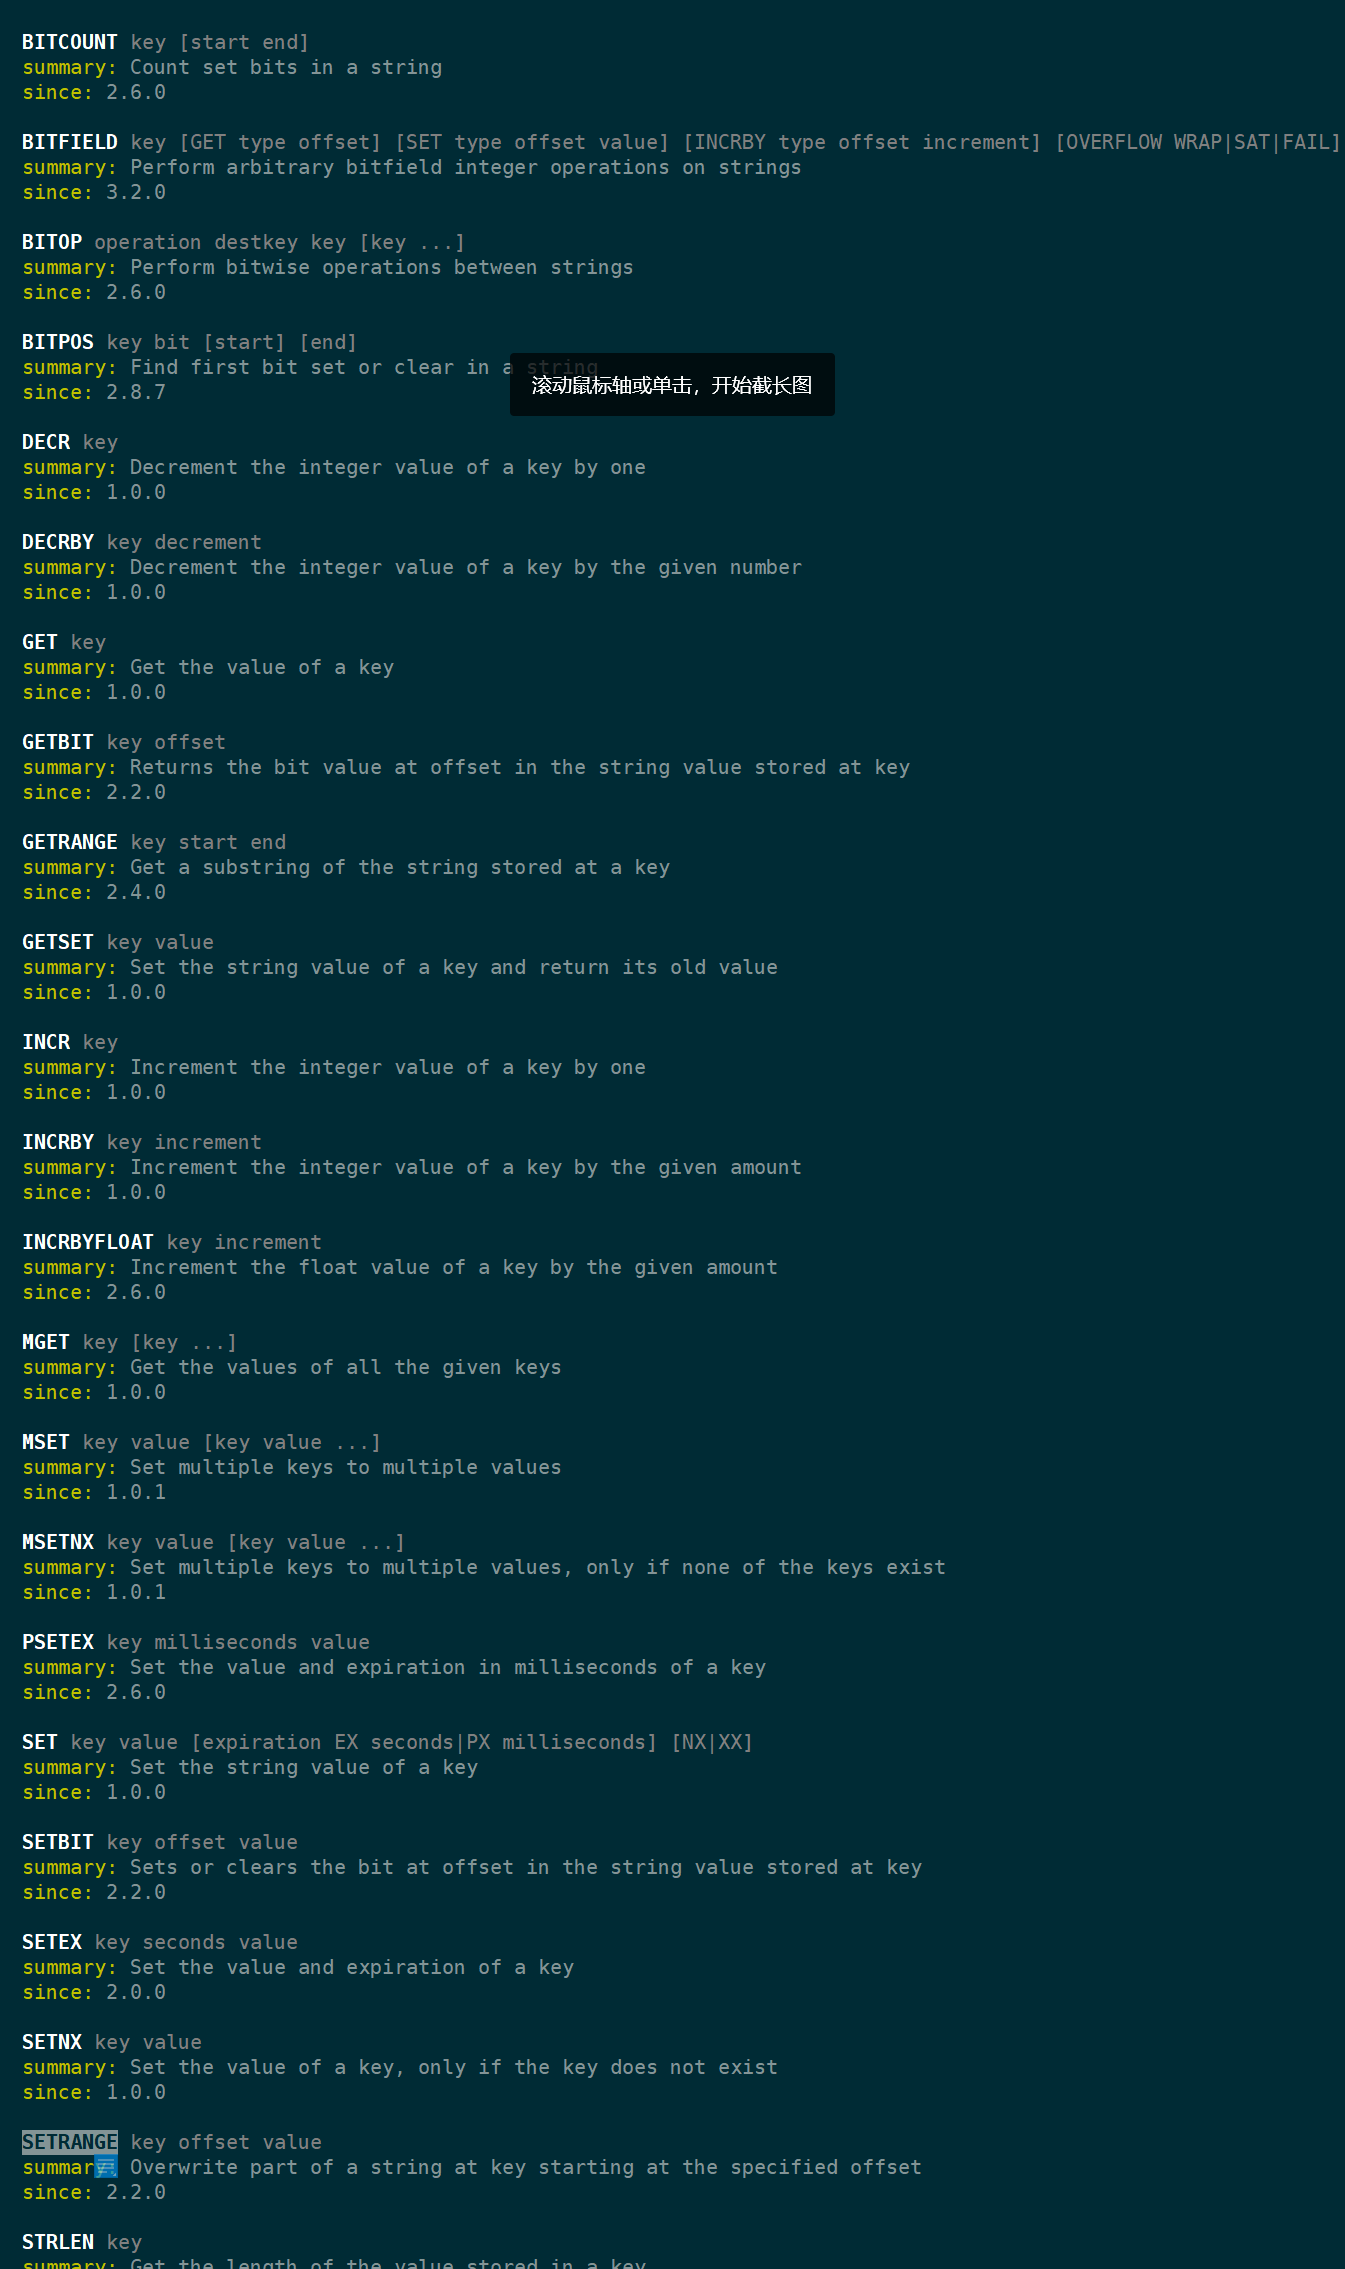 BITCOUNT key [start end]
summary: Count set bits in a string
since: 2.6.0
BITFIELD key [GET type offset] [SET type offset value] [INCRBY type offset increment] [OVERFLOW WRAP|SAT|FAIL]
summary: Perform arbitrary bitfield integer operations on strings
since: 3.2.0
BITOP operation destkey key [key ...]
summary: Perform bitwise operations between strings
since: 2.6.0
BITPOS key bit [start] [end]
summary: Find first bit set or clear in a string
滚动鼠标轴或单击，开始截长图
since: 2.8.7
DECR key
summary: Decrement the integer value of a key by one
since: 1.0.0
DECRBY key decrement
summary: Decrement the integer value of a key by the given number
since: 1.0.0
GET key
summary: Get the value of a key
since: 1.0.0
GETBIT key offset
summary: Returns the bit value at offset in the string value stored at key
since: 2.2.0
GETRANGE key start end
summary: Get a substring of the string stored at a key
since: 2.4.0
GETSET key value
summary: Set the string value of a key and return its old value
since: 1.0.0
INCR key
summary: Increment the integer value of a key by one
since: 1.0.0
INCRBY key increment
summary: Increment the integer value of a key by the given amount
since: 1.0.0
INCRBYFLOAT key increment
summary: Increment the float value of a key by the given amount
since: 2.6.0
MGET key [key ...]
summary: Get the values of all the given keys
since: 1.0.0
MSET key value [key value ...]
summary: Set multiple keys to multiple values
since: 1.0.1
MSETNX key value [key value ...]
summary: Set multiple keys to multiple values, only if none of the keys exist
since: 1.0.1
PSETEX key milliseconds value
summary: Set the value and expiration in milliseconds of a key
since: 2.6.0
SET key value [expiration EX seconds|PX milliseconds] [NX|XX]
summary: Set the string value of a key
since: 1.0.0
SETBIT key offset value
summary: Sets or clears the bit at offset in the string value stored at key
since: 2.2.0
SETEX key seconds value
summary: Set the value and expiration of a key
since: 2.0.0
SETNX key value
summary: Set the value of a key, only if the key does not exist
since: 1.0.0
SETRANGE key offset value
summary: Overwrite part of a string at key starting at the specified offset
since: 2.2.0
STRLEN key
summary: Get the length of the value stored in a key